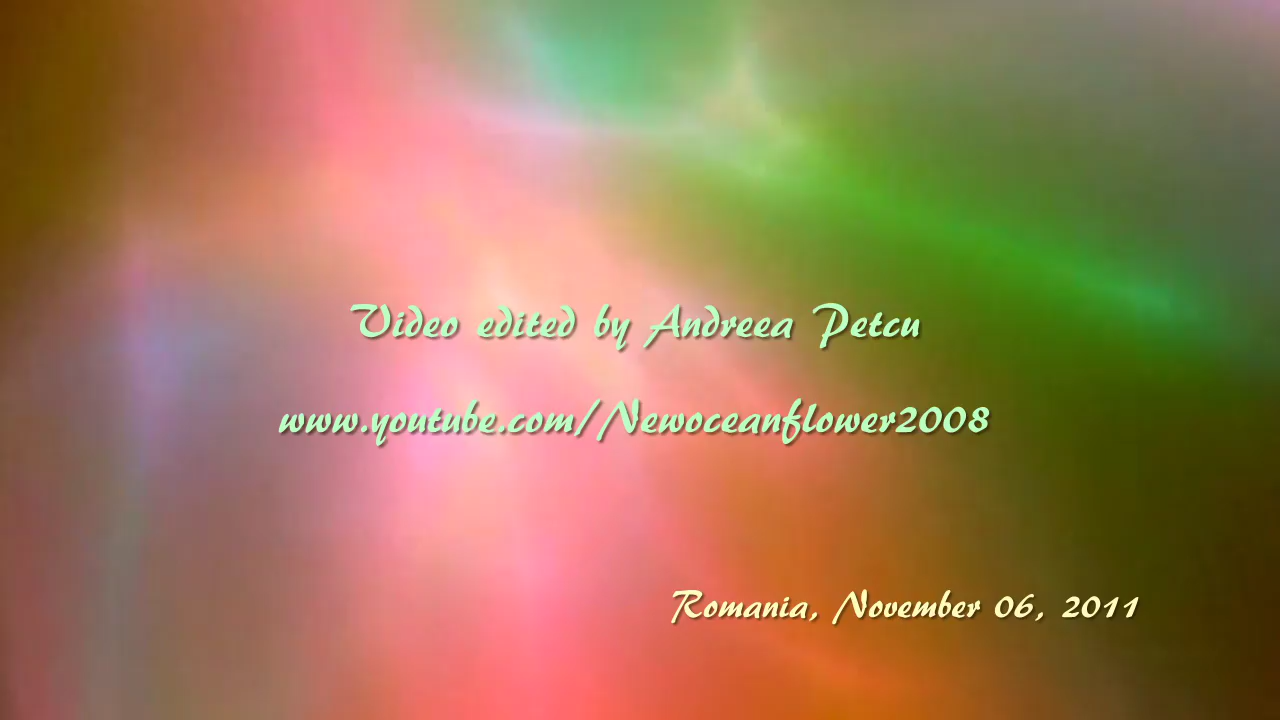 Video edited by Andreea Petcu
www.youtube.com/Newoceanflower2008
Romania, November 06, 2011